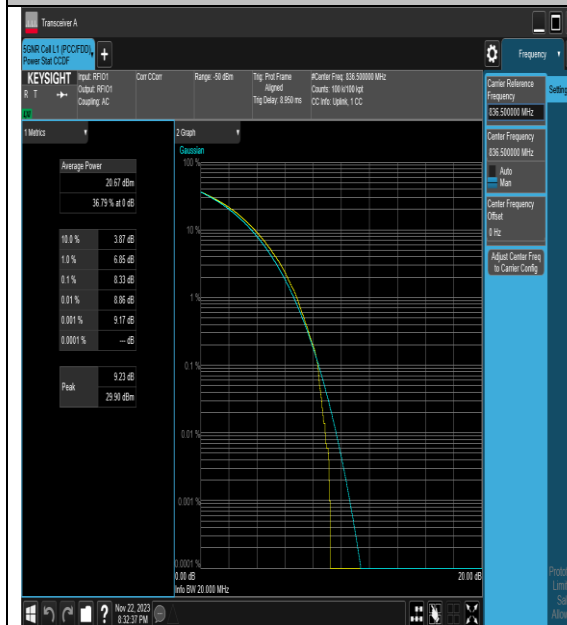 Transceiver A
5GNR Cell L1 (PCC/FDD)
Power Stat CCDF
+
Frequency
KEYSIGHT
R T
Input: RFIO1
Output: RFIO1
Coupling: AC
Corr CCorr
Range: -50 dBm
Trig: Prot Frame
Aligned
Trig Delay: 8.950 ms
#Center Freq: 836.500000 MHz
Counts: 100 k/100 kpt
CC Info: Uplink, 1 CC
1 Metrics
Average Power
20.67 dBm
36.79 % at 0 dB
10.0 % 3.87 dB
1.0 % 6.85 dB
0.1 % 8.33 dB
0.01 % 8.86 dB
0.001 % 9.17 dB
0.0001 % --- dB
Peak
9.23 dB
29.90 dBm
2 Graph
Gaussian
100 %
10 %
1 %
0.1 %
0.01 %
0.001 %
0.0001 %
0.00 dB
20.00 dB
Info BW 20.000 MHz
Carrier Reference
Frequency
836.500000 MHz
Center Frequency
836.500000 MHz
Auto
Man
Center Frequency
Offset
0 Hz
Adjust Center Freq
to Carrier Config
Setting
Limi
Allow
?
Nov 22, 2023
8:32:37 PM